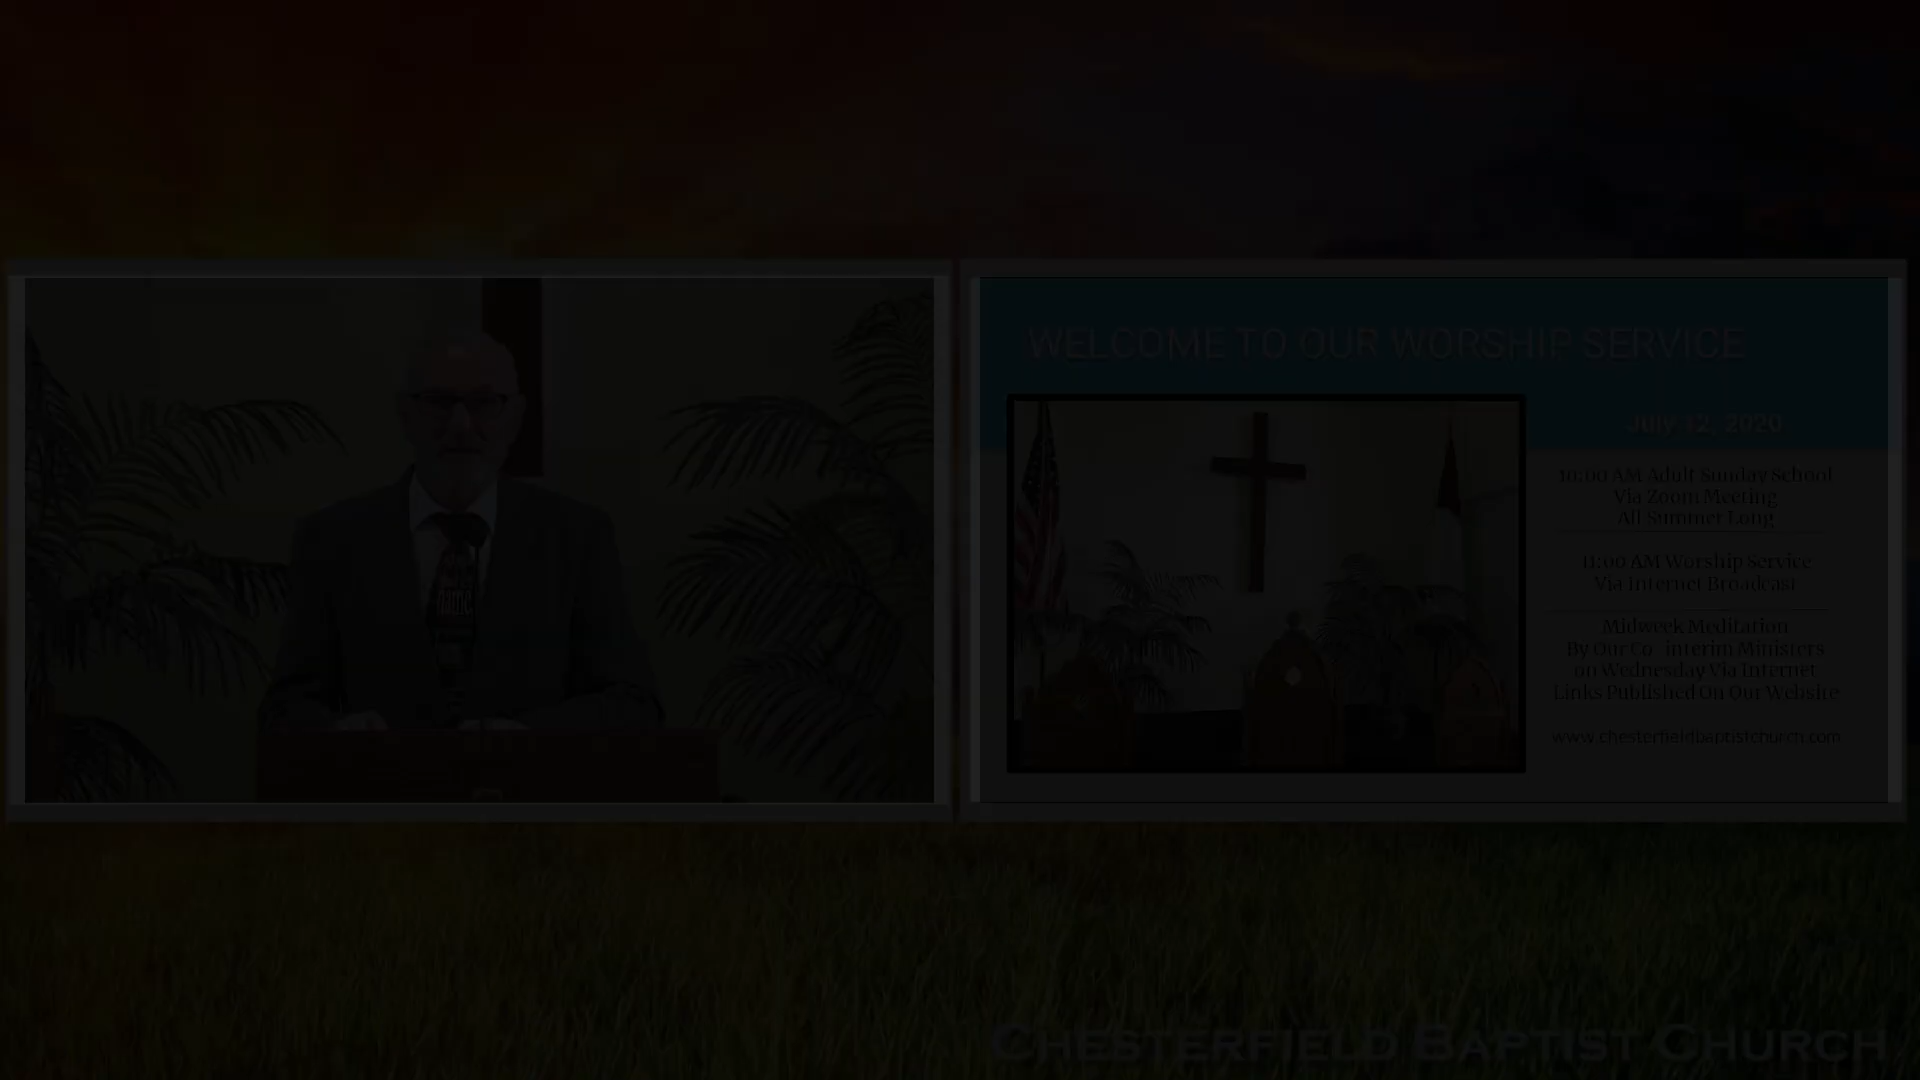 WELCOME TO OUR WORSHIP SERVICE
July 12, 2020
10:00 AM Adult Sunday School
Via Zoom Meeting
All Summer Long
11:00 AM Worship Service
Via Internet Broadcast
Midweek Meditation
By Our Co-interim Ministers
on Wednesday Via Internet
Links Published On Our Website
www.chesterfieldbaptistchurch.com
CHESTERFIELD BAPTIST CHURCH